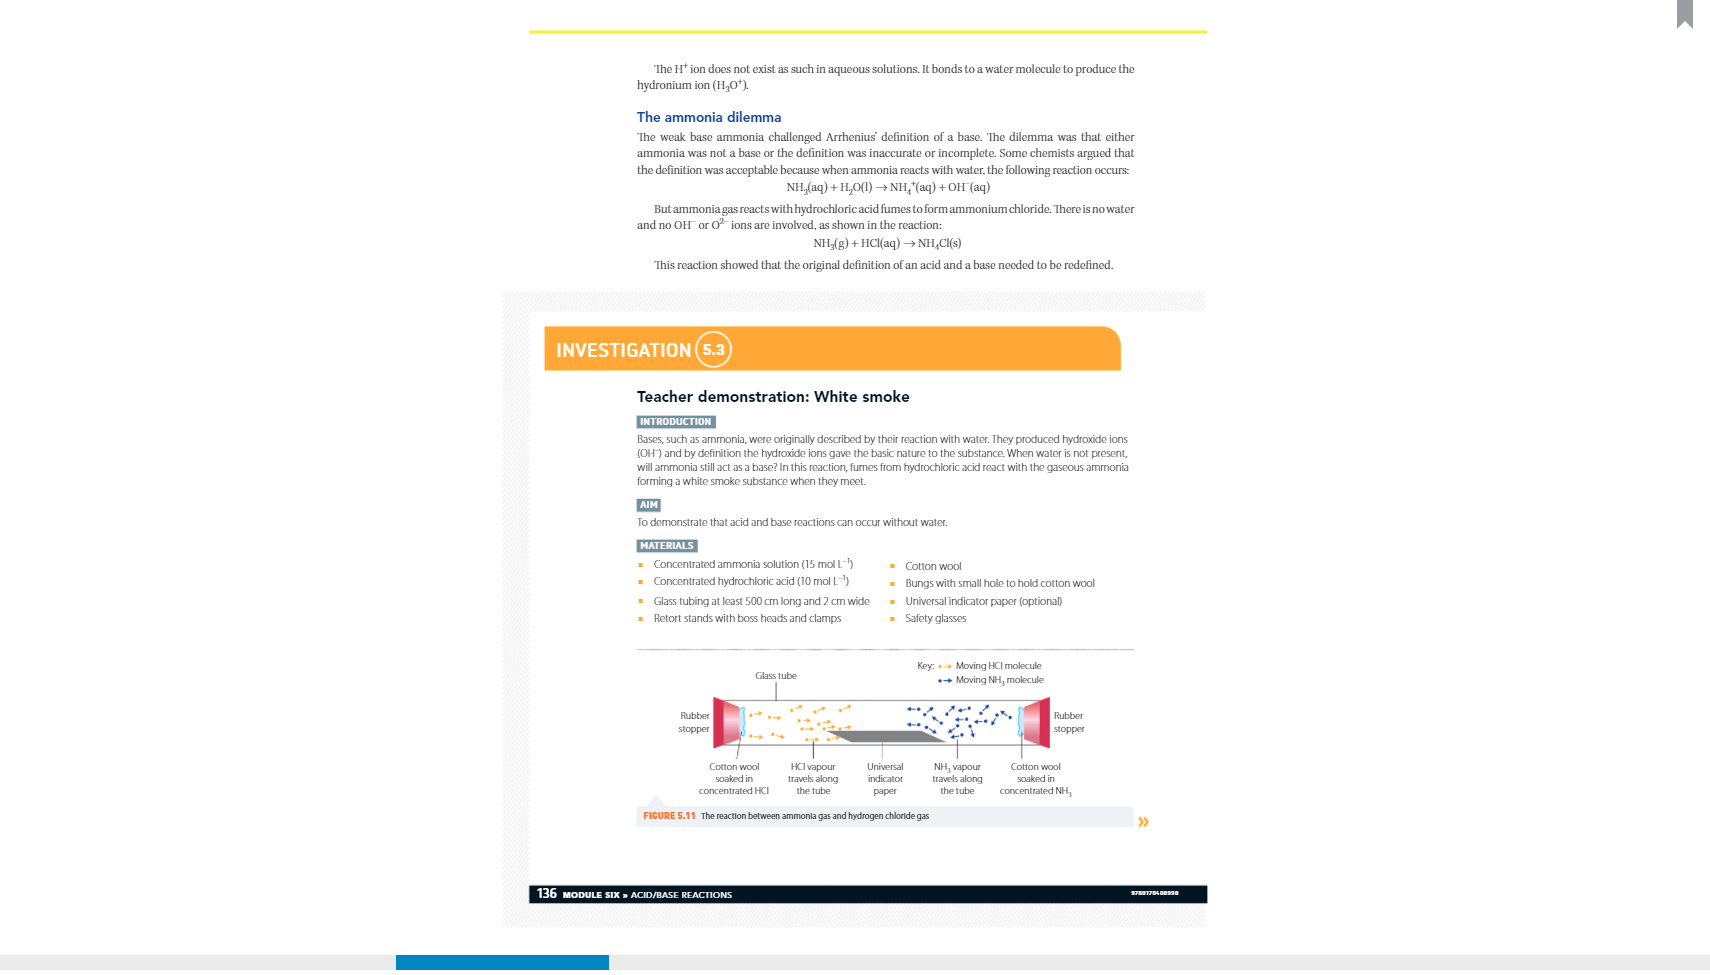 The H⁺ ion does not exist as such in aqueous solutions. It bonds to a water molecule to produce the
hydronium ion (H₃O⁺).
The ammonia dilemma
The weak base ammonia challenged Arrhenius' definition of a base. The dilemma was that either
ammonia was not a base or the definition was inaccurate or incomplete. Some chemists argued that
the definition was acceptable because when ammonia reacts with water, the following reaction occurs:
NH₃(aq) + H₂O(l) → NH₄⁺(aq) + OH⁻(aq)
But ammonia gas reacts with hydrochloric acid fumes to form ammonium chloride. There is no water
and no OH⁻ or O²⁻ ions are involved, as shown in the reaction:
NH₃(g) + HCl(aq) → NH₄Cl(s)
This reaction showed that the original definition of an acid and a base needed to be redefined.
INVESTIGATION 5.3
Teacher demonstration: White smoke
INTRODUCTION
Bases, such as ammonia, were originally described by their reaction with water. They produced hydroxide ions
(OH⁻) and by definition the hydroxide ions gave the basic nature to the substance. When water is not present,
will ammonia still act as a base? In this reaction, fumes from hydrochloric acid react with the gaseous ammonia
forming a white smoke substance when they meet.
AIM
To demonstrate that acid and base reactions can occur without water.
MATERIALS
▪ Concentrated ammonia solution (15 mol L⁻¹)
▪ Concentrated hydrochloric acid (10 mol L⁻¹)
▪ Glass tubing at least 500 cm long and 2 cm wide
▪ Retort stands with boss heads and clamps
▪ Cotton wool
▪ Bungs with small hole to hold cotton wool
▪ Universal indicator paper (optional)
▪ Safety glasses
Key: Moving HCl molecule
Moving NH₃ molecule
Glass tube
Rubber
stopper
Rubber
stopper
Cotton wool
soaked in
concentrated HCl
HCl vapour
travels along
the tube
Universal
indicator
paper
NH₃ vapour
travels along
the tube
Cotton wool
soaked in
concentrated NH₃
FIGURE 5.11 The reaction between ammonia gas and hydrogen chloride gas
»
136 MODULE SIX » ACID/BASE REACTIONS
9780170408998